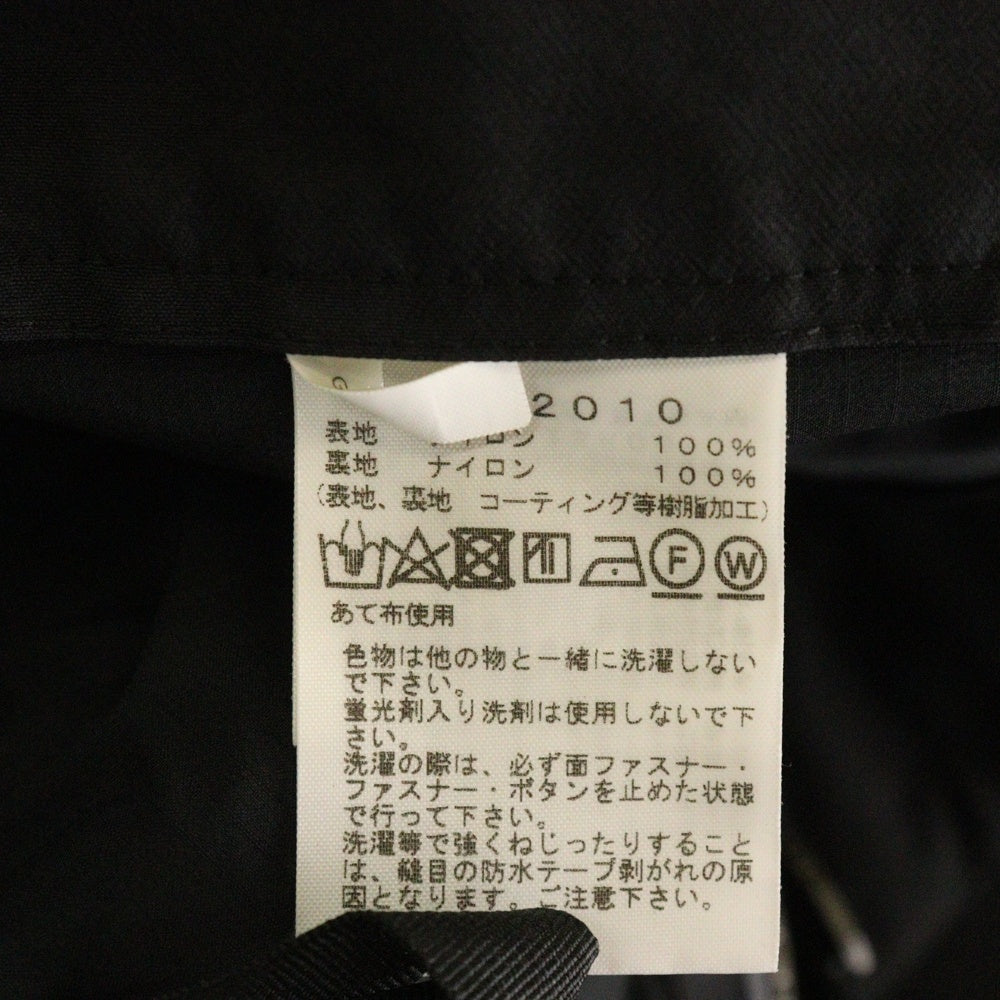 G
2010
表地 ナイロン 100%
裏地 ナイロン 100%
(表地、裏地 コーティング等樹脂加工)
F W
あて布使用
色物は他の物と一緒に洗濯しない
で下さい。
蛍光剤入り洗剤は使用しないで下
さい。
洗濯の際は、必ず面ファスナー・
ファスナー・ボタンを止めた状態
で行って下さい。
洗濯等で強くねじったりすること
は、縫目の防水テープ剥がれの原
因となります。ご注意下さい。